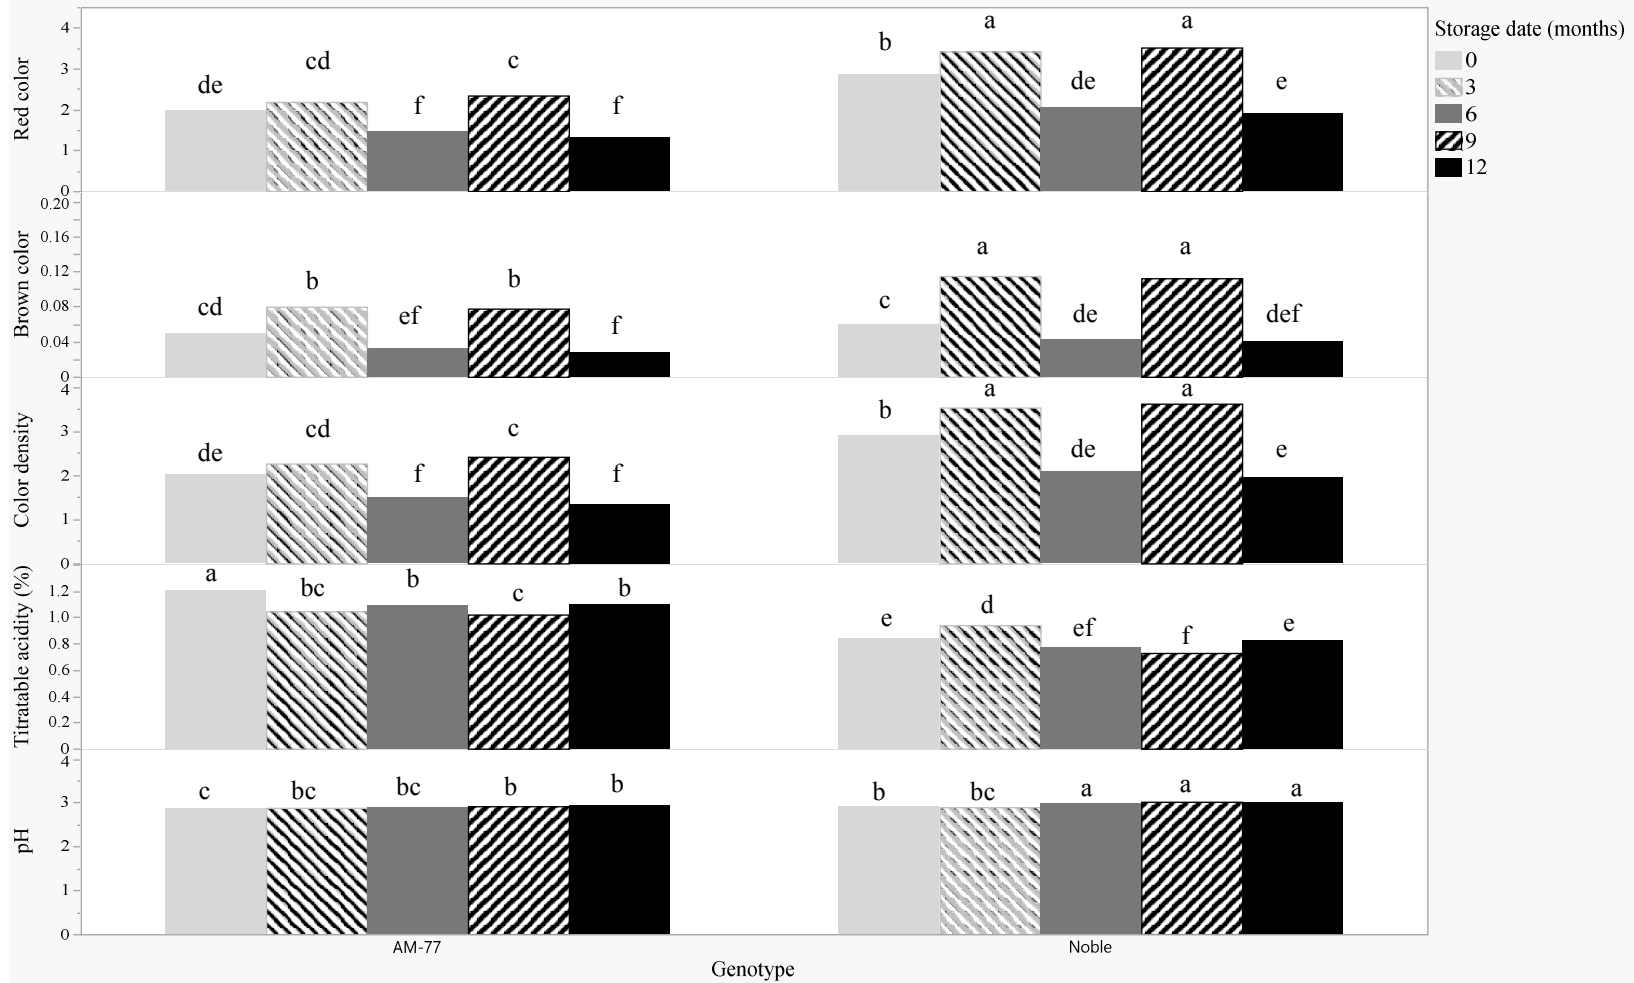 Storage date (months)
0
3
6
9
12
Red color
4
3
2
1
0
de
cd
f
c
f
b
a
de
a
e
Brown color
0.20
0.16
0.12
0.08
0.04
0
cd
b
ef
b
f
c
a
de
a
def
Color density
4
3
2
1
0
de
cd
f
c
f
b
a
de
a
e
Titratable acidity (%)
1.2
1.0
0.8
0.6
0.4
0.2
0
a
bc
b
c
b
e
d
ef
f
e
pH
4
3
2
1
0
c
bc
bc
b
b
b
bc
a
a
a
AM-77
Noble
Genotype